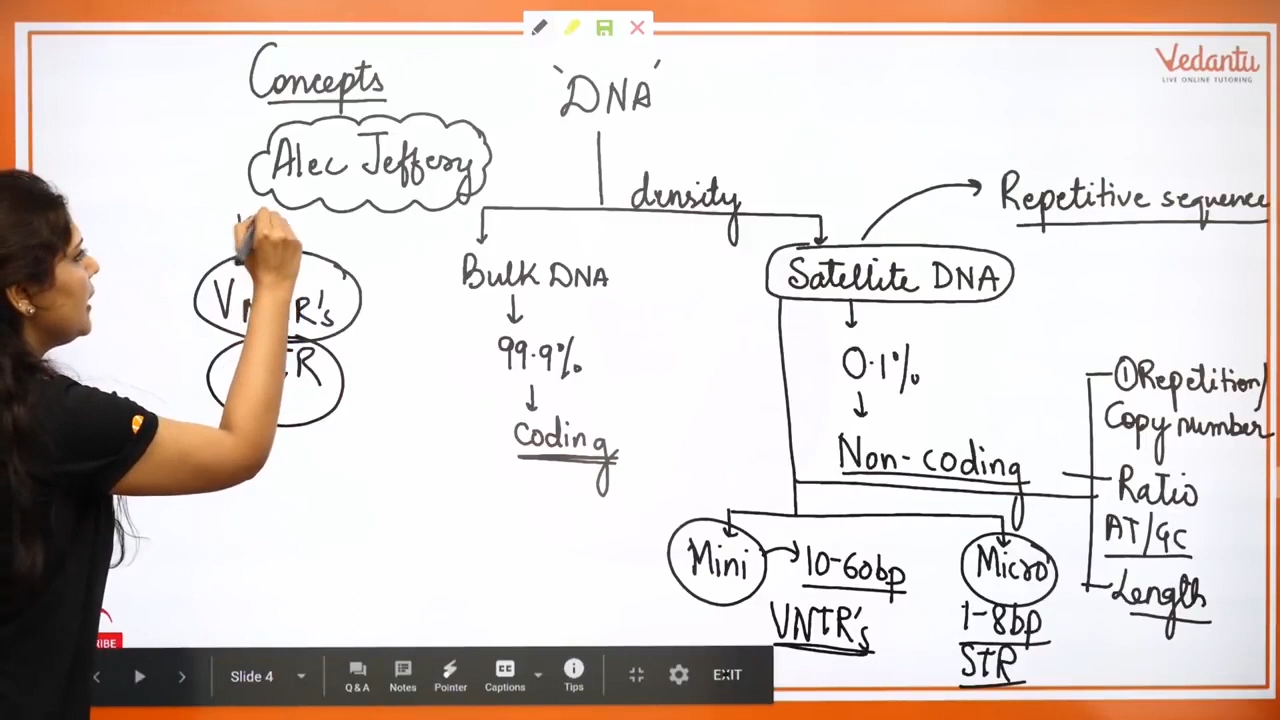 Concepts
'DNA'
Vedantu
LIVE ONLINE TUTORING
Alec Jeffery
density
Repetitive sequence
Bulk DNA
Satellite DNA
99.9%
0.1%
Coding
Non-coding
① Repetition/
Copy number
Ratio
AT/GC
Length
Mini
10-60bp
VNTR's
Micro
1-8bp
STR
Slide 4
Q & A
Notes
Pointer
Captions
Tips
EXIT